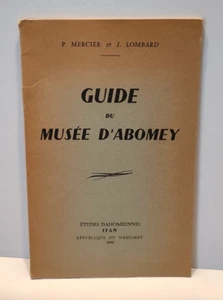 P. MERCIER et J. LOMBARD
GUIDE
DU
MUSÉE D'ABOMEY
ÉTUDES DAHOMÉENNES
IFAN
RÉPUBLIQUE DU DAHOMEY